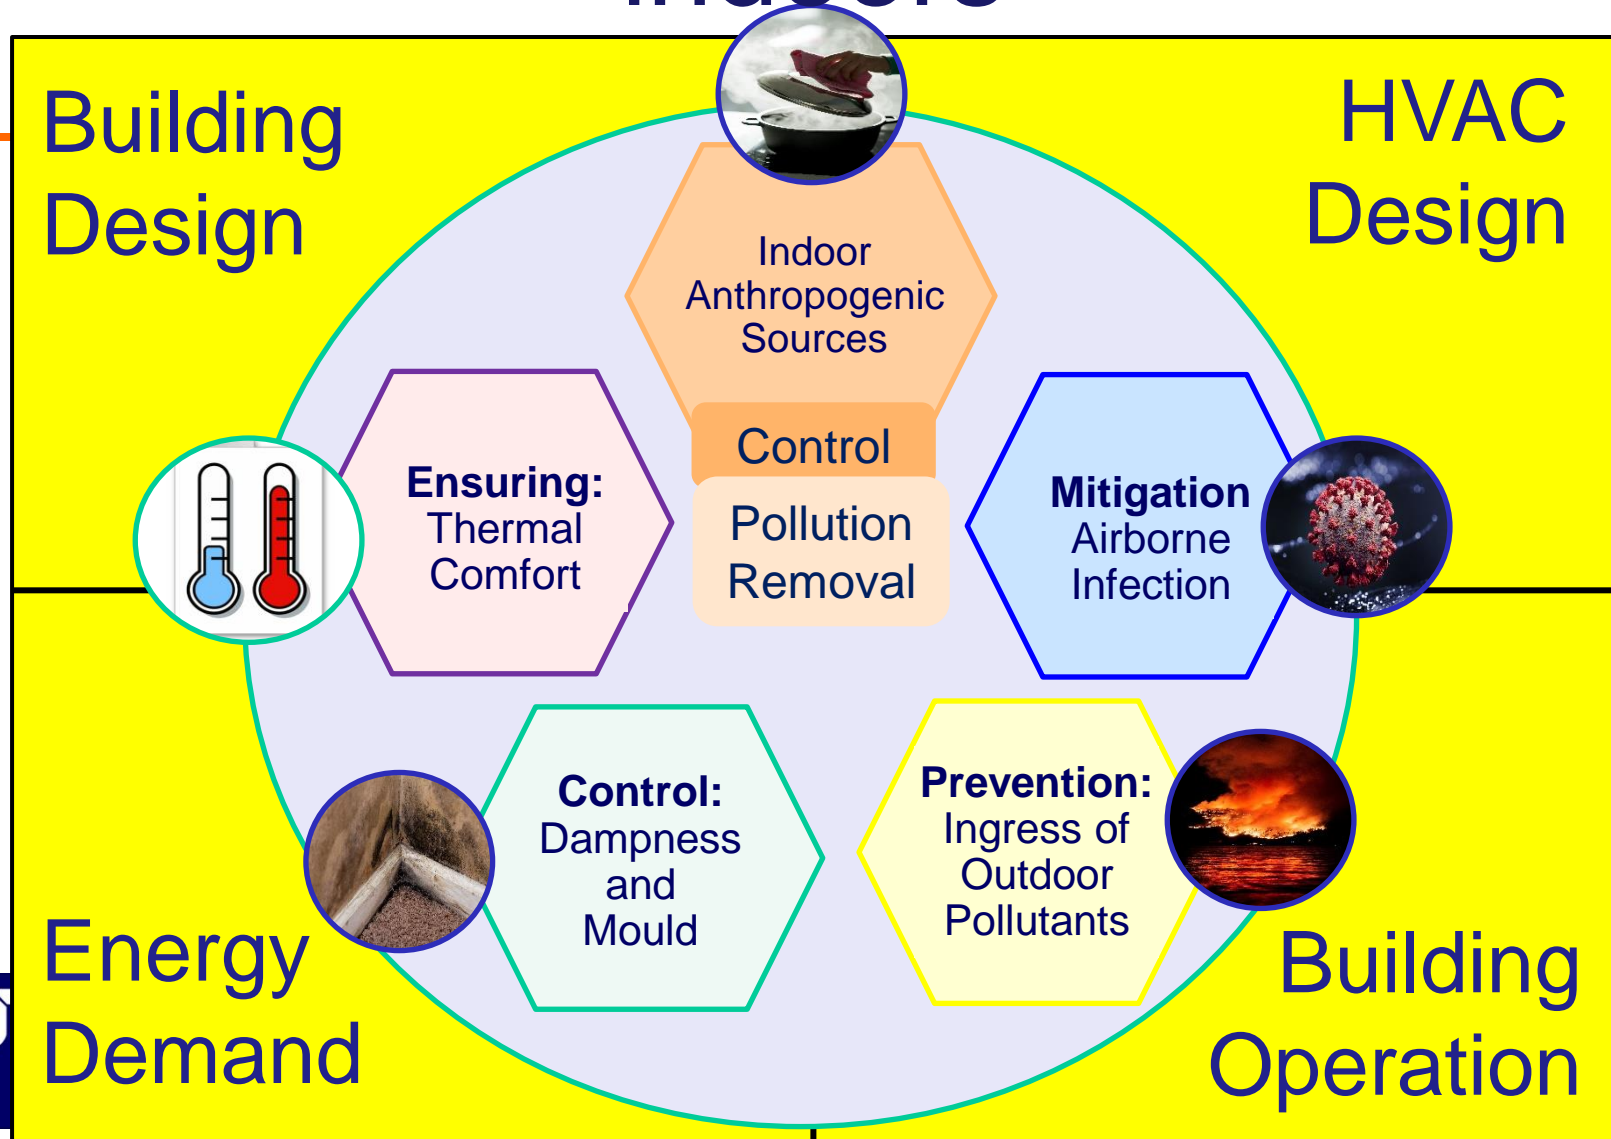 Indoors
Building
Design
HVAC
Design
Indoor
Anthropogenic
Sources
Control
Pollution
Removal
Ensuring:
Thermal
Comfort
Mitigation
Airborne
Infection
Control:
Dampness
and
Mould
Prevention:
Ingress of
Outdoor
Pollutants
Energy
Demand
Building
Operation